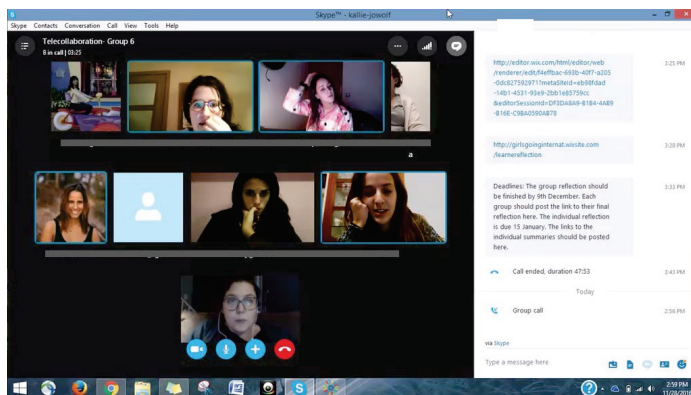 Skype™ - kallie-jowolf
Skype Contacts Conversation Call View Tools Help
Telecollaboration- Group 6
8 in call | 03:25
a
http://editor.wix.com/html/editor/web
/renderer/edit/f4effbac-693b-40f7-a205
-0dc827592971?metaSiteId=eb98fdad
-14b1-4531-93e9-2bb1e83759cc
&editorSessionId=DF3DA8A9-8184-4AB9
-816E-C98A0590AB70
3:25 PM
http://girlsgoinginternat.wixsite.com
/learnereflection
3:28 PM
Deadlines: The group reflection should
be finished by 9th December. Each
group should post the link to their final
reflection here. The individual reflection
is due 15 January. The links to the
individual summaries should be posted
here.
3:33 PM
Call ended, duration 47:53
3:43 PM
Today
Group call
2:56 PM
via Skype
Type a message here
2:59 PM
11/28/2016